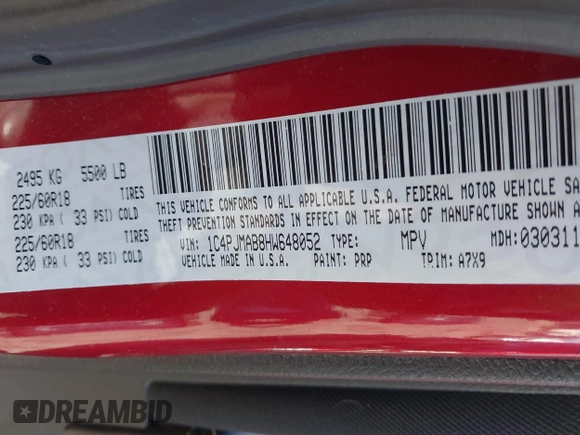 2495 KG 5500 LB
225/60R18 TIRES
230 KPA ( 33 PSI) COLD
225/60R18 TIRES
230 KPA ( 33 PSI) COLD
THIS VEHICLE CONFORMS TO ALL APPLICABLE U.S.A. FEDERAL MOTOR VEHICLE SA
THEFT PREVENTION STANDARDS IN EFFECT ON THE DATE OF MANUFACTURE SHOWN A
VIN: 1C4PJMAB8HW648052 TYPE: MPV MDH:030311
MADE IN U.S.A. PAINT: PRP TRIM: A7X9
DREAMBID